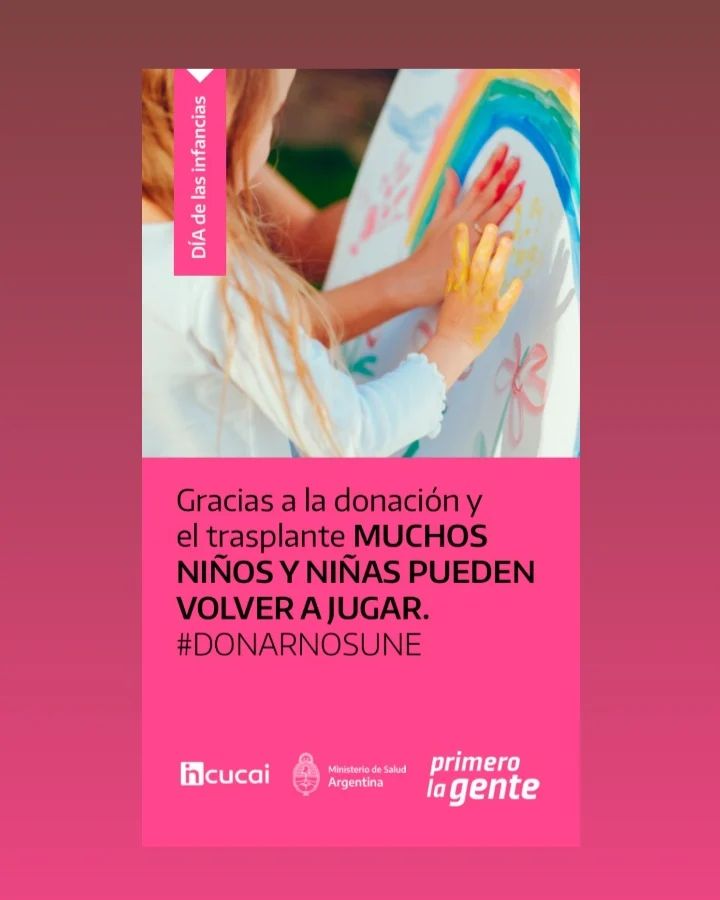 DÍA de las infancias
Gracias a la donación y
el trasplante MUCHOS
NIÑOS Y NIÑAS PUEDEN
VOLVER A JUGAR.
#DONARNOSUNE
incucai
Ministerio de Salud
Argentina
primero
la gente